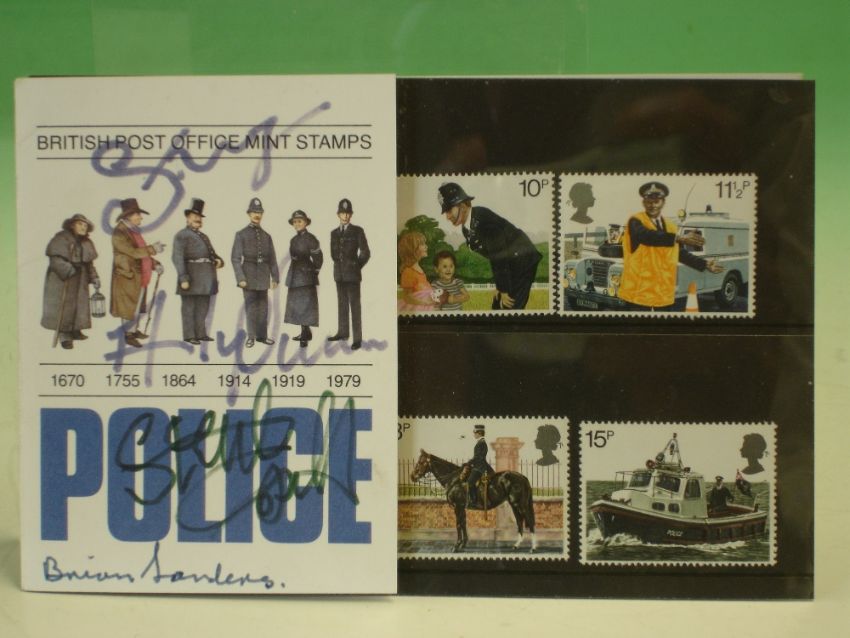 BRITISH POST OFFICE MINT STAMPS
1670 1755 1864 1914 1919 1979
POLICE
Brian Sanders.
10P
11½P
15P
POLICE